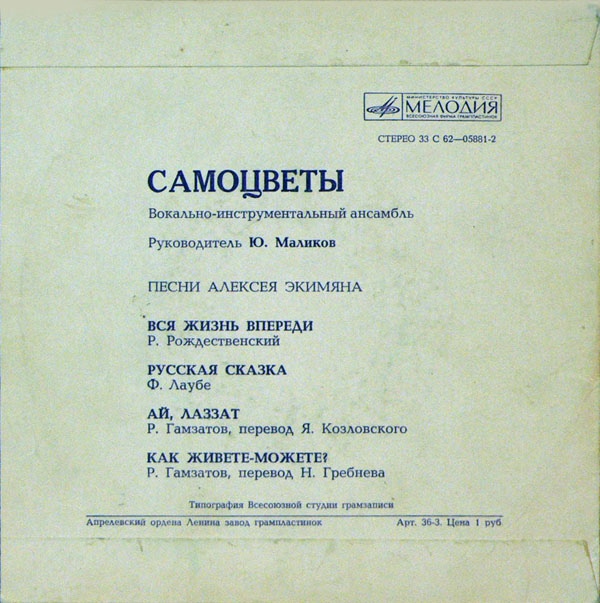 МИНИСТЕРСТВО КУЛЬТУРЫ СССР
МЕЛОДИЯ
ВСЕСОЮЗНАЯ ФИРМА ГРАМПЛАСТИНОК
СТЕРЕО 33 С 62—05881-2
САМОЦВЕТЫ
Вокально-инструментальный ансамбль
Руководитель Ю. Маликов
ПЕСНИ АЛЕКСЕЯ ЭКИМЯНА
ВСЯ ЖИЗНЬ ВПЕРЕДИ
Р. Рождественский
РУССКАЯ СКАЗКА
Ф. Лаубе
АЙ, ЛАЗЗАТ
Р. Гамзатов, перевод Я. Козловского
КАК ЖИВЕТЕ-МОЖЕТЕ?
Р. Гамзатов, перевод Н. Гребнева
Типография Всесоюзной студии грамзаписи
Апрелевский ордена Ленина завод грампластинок Арт. 36-3. Цена 1 руб